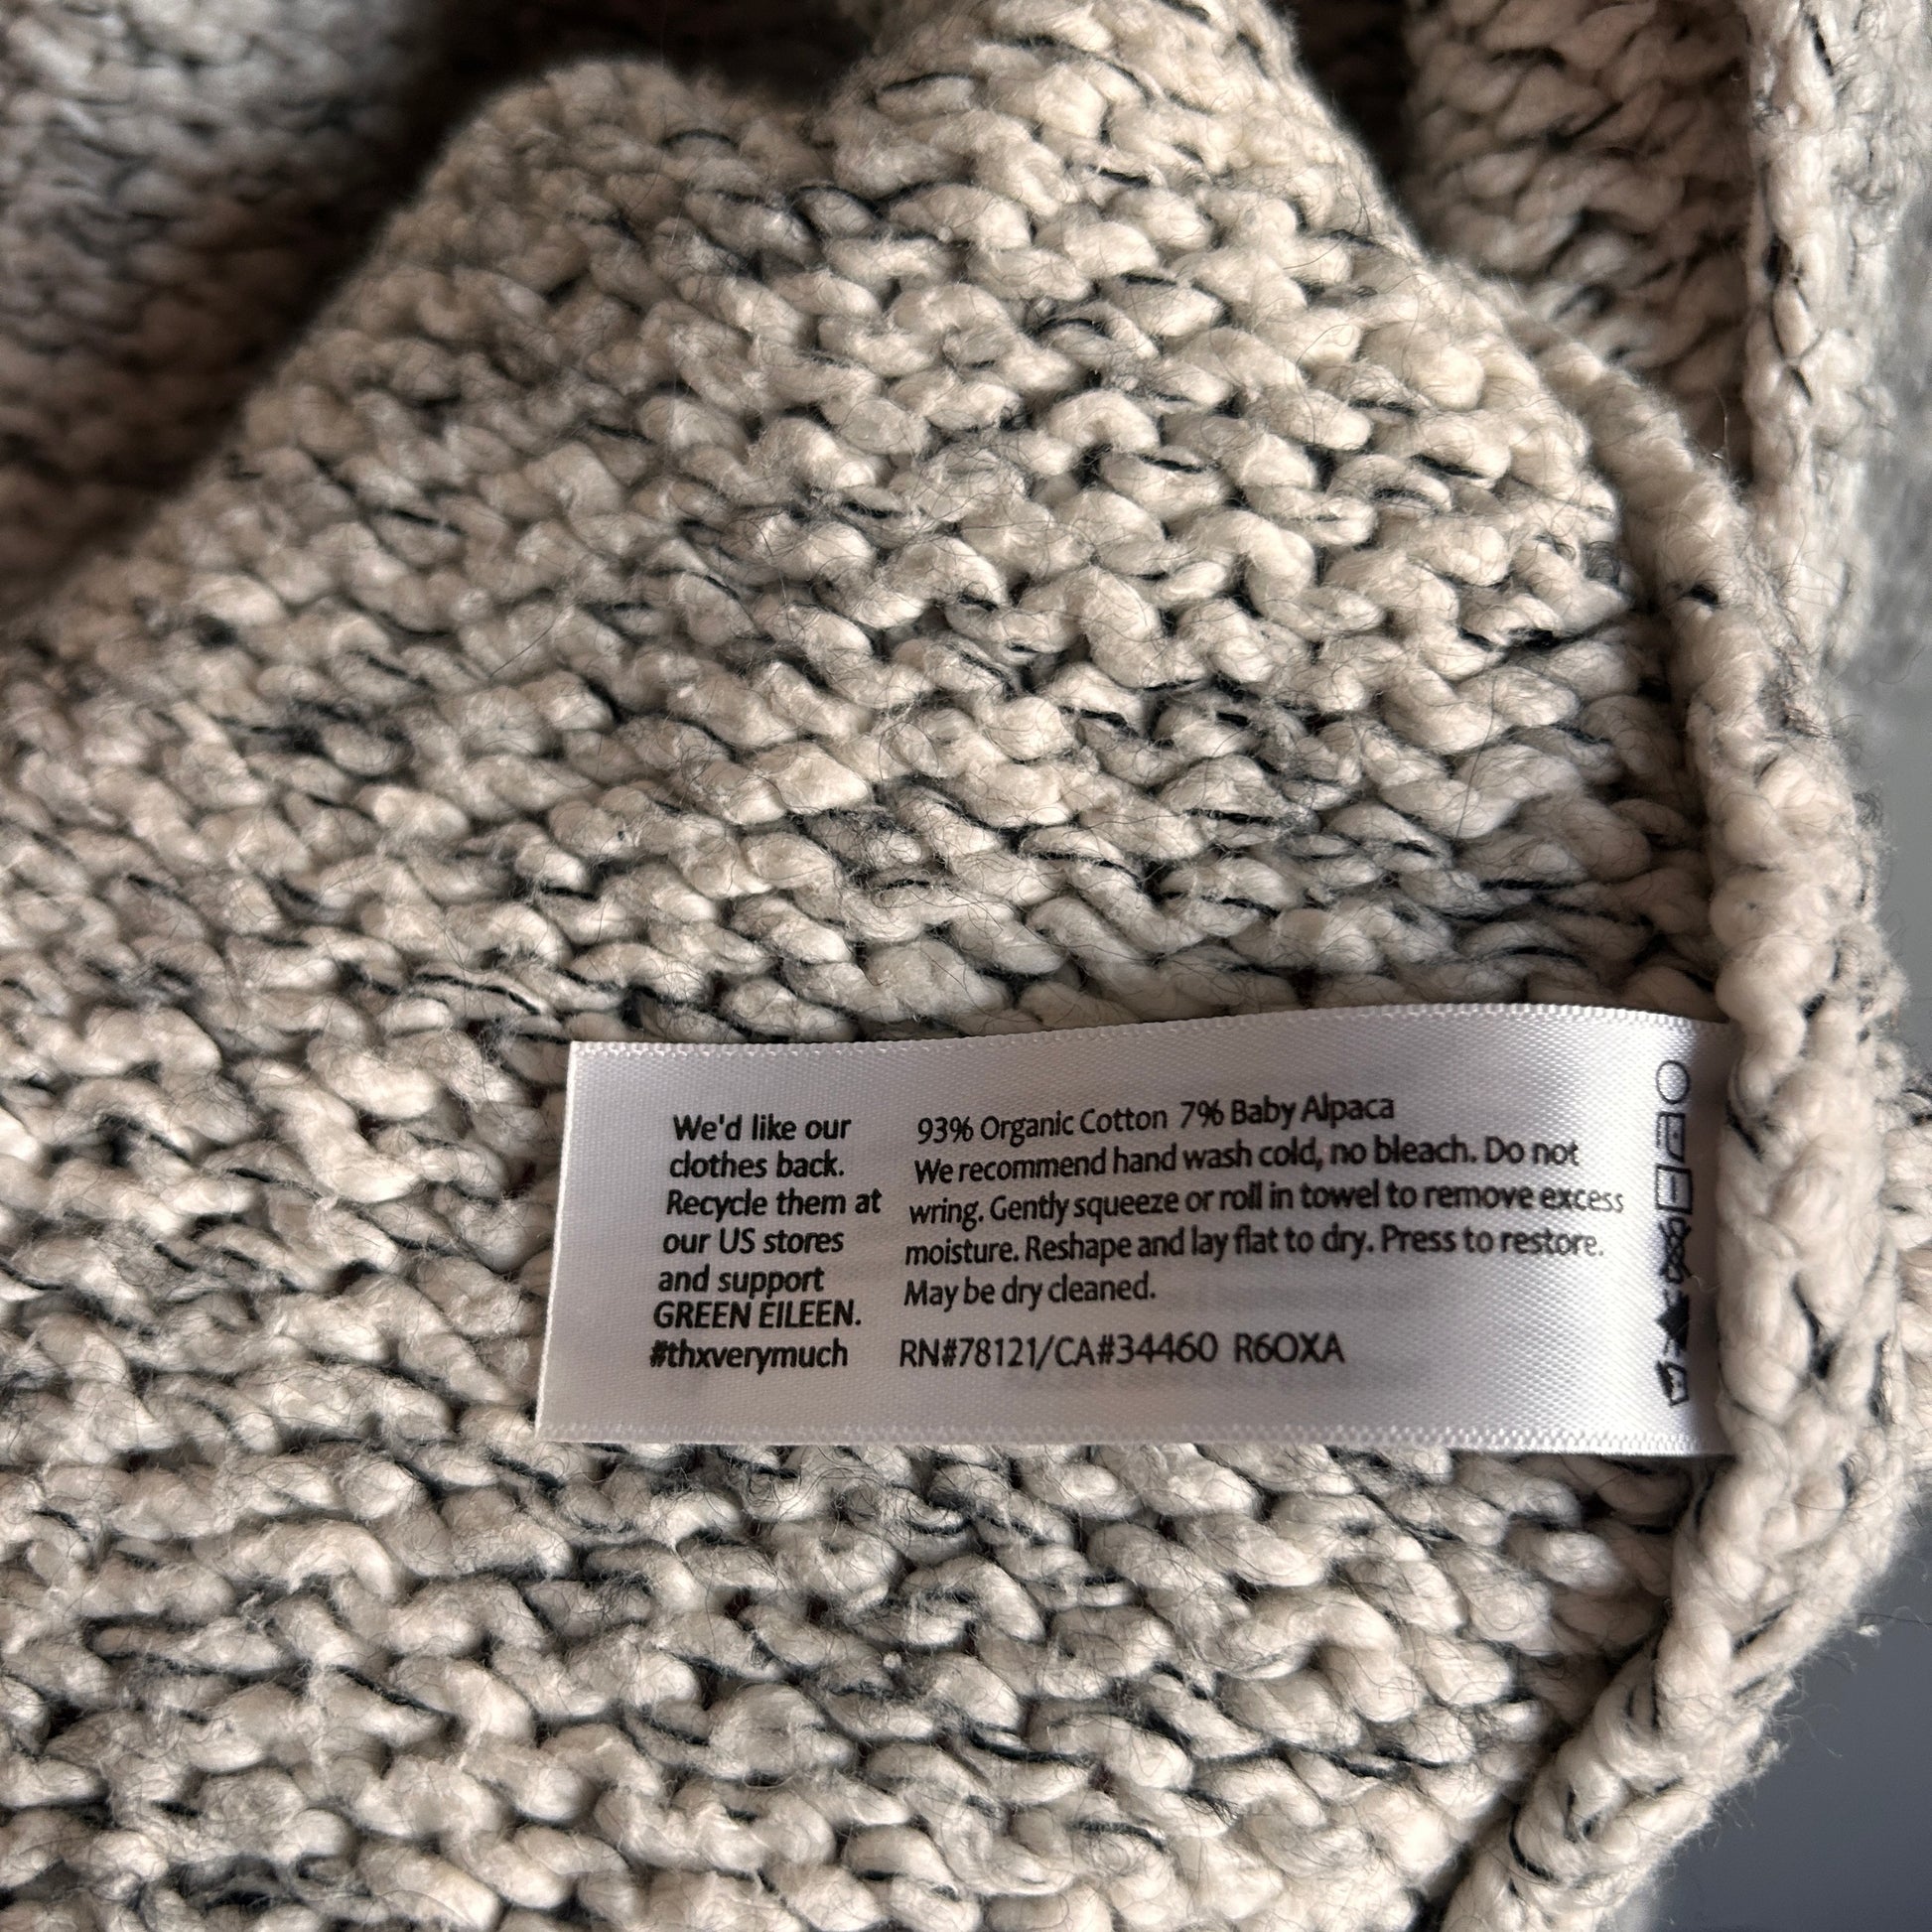 We'd like our
clothes back.
Recycle them at
our US stores
and support
GREEN EILEEN.
#thxverymuch
93% Organic Cotton 7% Baby Alpaca
We recommend hand wash cold, no bleach. Do not
wring. Gently squeeze or roll in towel to remove excess
moisture. Reshape and lay flat to dry. Press to restore.
May be dry cleaned.
RN#78121/CA#34460 R6OXA